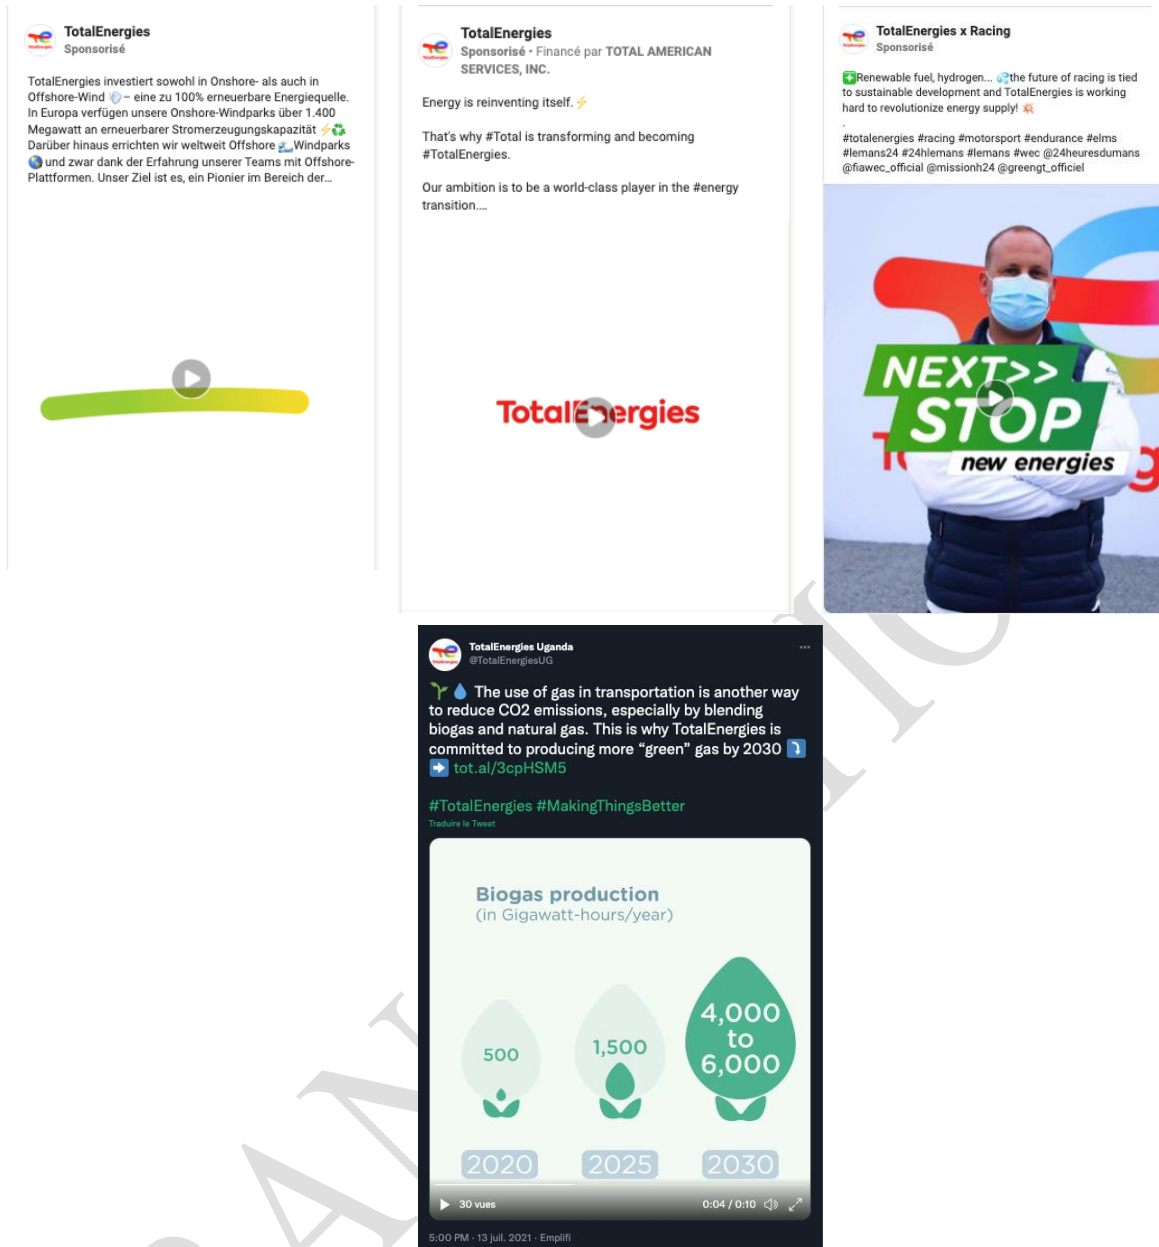 TotalEnergies
Sponsorisé
TotalEnergies investiert sowohl in Onshore- als auch in
Offshore-Wind 💨 – eine zu 100% erneuerbare Energiequelle.
In Europa verfügen unsere Onshore-Windparks über 1.400
Megawatt an erneuerbarer Stromerzeugungskapazität ⚡♻
Darüber hinaus errichten wir weltweit Offshore 🌊 Windparks
🌍 und zwar dank der Erfahrung unserer Teams mit Offshore-
Plattformen. Unser Ziel ist es, ein Pionier im Bereich der...
TotalEnergies
Sponsorisé • Financé par TOTAL AMERICAN
SERVICES, INC.
Energy is reinventing itself. ⚡
That's why #Total is transforming and becoming
#TotalEnergies.
Our ambition is to be a world-class player in the #energy
transition....
TotalEnergies
TotalEnergies x Racing
Sponsorisé
Renewable fuel, hydrogen... 💦the future of racing is tied
to sustainable development and TotalEnergies is working
hard to revolutionize energy supply! 💥
.
#totalenergies #racing #motorsport #endurance #elms
#lemans24 #24hlemans #lemans #wec @24heuresdumans
@fiawec_official @missionh24 @greengt_officiel
NEXT>>
STOP
new energies
TotalEnergies Uganda
@TotalEnergiesUG
🌱 💧 The use of gas in transportation is another way
to reduce CO2 emissions, especially by blending
biogas and natural gas. This is why TotalEnergies is
committed to producing more “green” gas by 2030 ⤵
➡ tot.al/3cpHSM5
#TotalEnergies #MakingThingsBetter
Traduire le Tweet
Biogas production
(in Gigawatt-hours/year)
500
1,500
4,000
to
6,000
2020
2025
2030
30 vues
0:04 / 0:10
5:00 PM · 13 juil. 2021 · Emplifi